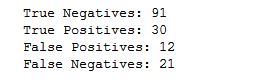 True Negatives: 91
True Positives: 30
False Positives: 12
False Negatives: 21